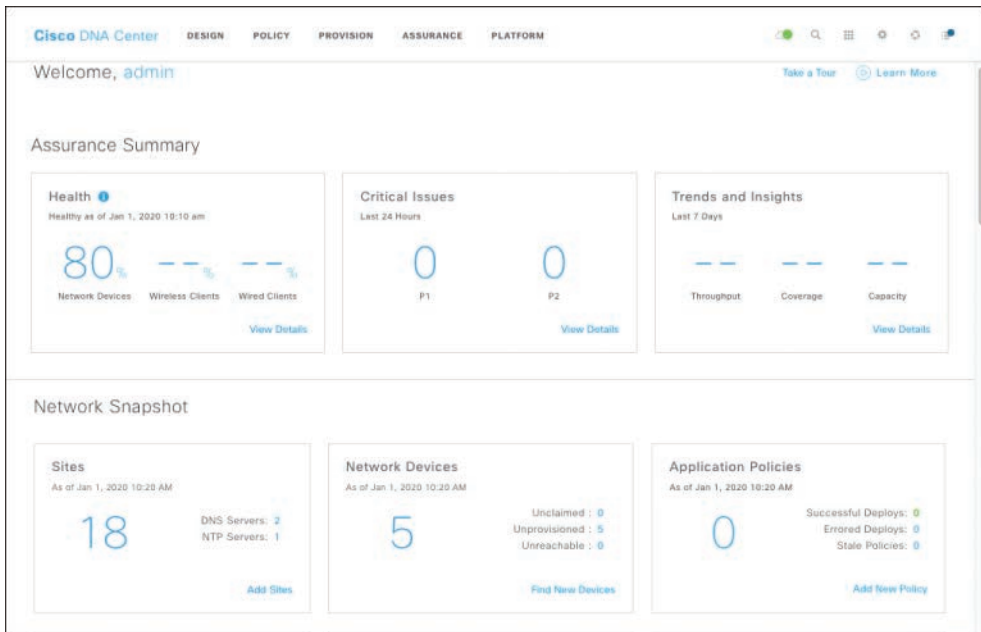 Cisco DNA Center DESIGN POLICY PROVISION ASSURANCE PLATFORM
Welcome, admin
Take a Tour Learn More
Assurance Summary
Health
Healthy as of Jan 1, 2020 10:10 am
80% --% --%
Network Devices Wireless Clients Wired Clients
View Details
Critical Issues
Last 24 Hours
0 0
P1 P2
View Details
Trends and Insights
Last 7 Days
-- -- --
Throughput Coverage Capacity
View Details
Network Snapshot
Sites
As of Jan 1, 2020 10:20 AM
18
DNS Servers: 2
NTP Servers: 1
Add Sites
Network Devices
As of Jan 1, 2020 10:20 AM
5
Unclaimed : 0
Unprovisioned : 5
Unreachable : 0
Find New Devices
Application Policies
As of Jan 1, 2020 10:20 AM
0
Successful Deploys: 0
Errored Deploys: 0
Stale Policies: 0
Add New Policy